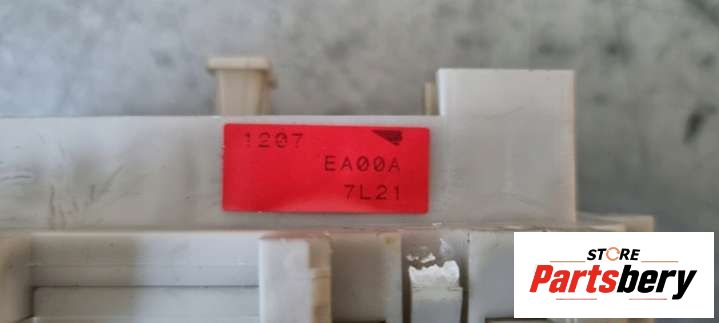 1207
EA00A
7L21
STORE
Partsbery